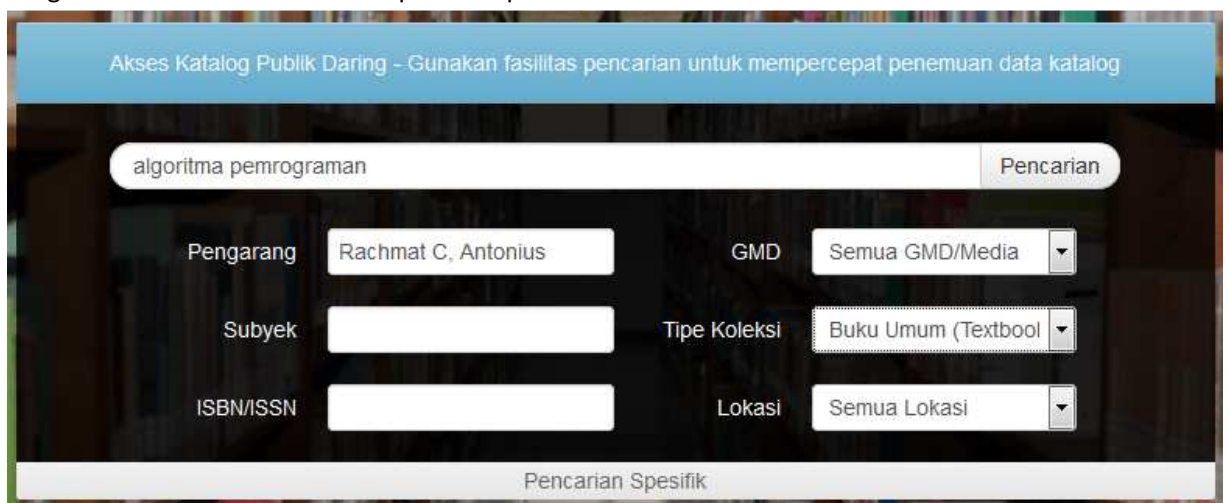 Akses Katalog Publik Daring - Gunakan fasilitas pencarian untuk mempercepat penemuan data katalog
algoritma pemrograman Pencarian
Pengarang Rachmat C, Antonius GMD Semua GMD/Media
Subyek Tipe Koleksi Buku Umum (Textbool
ISBN/ISSN Lokasi Semua Lokasi
Pencarian Spesifik